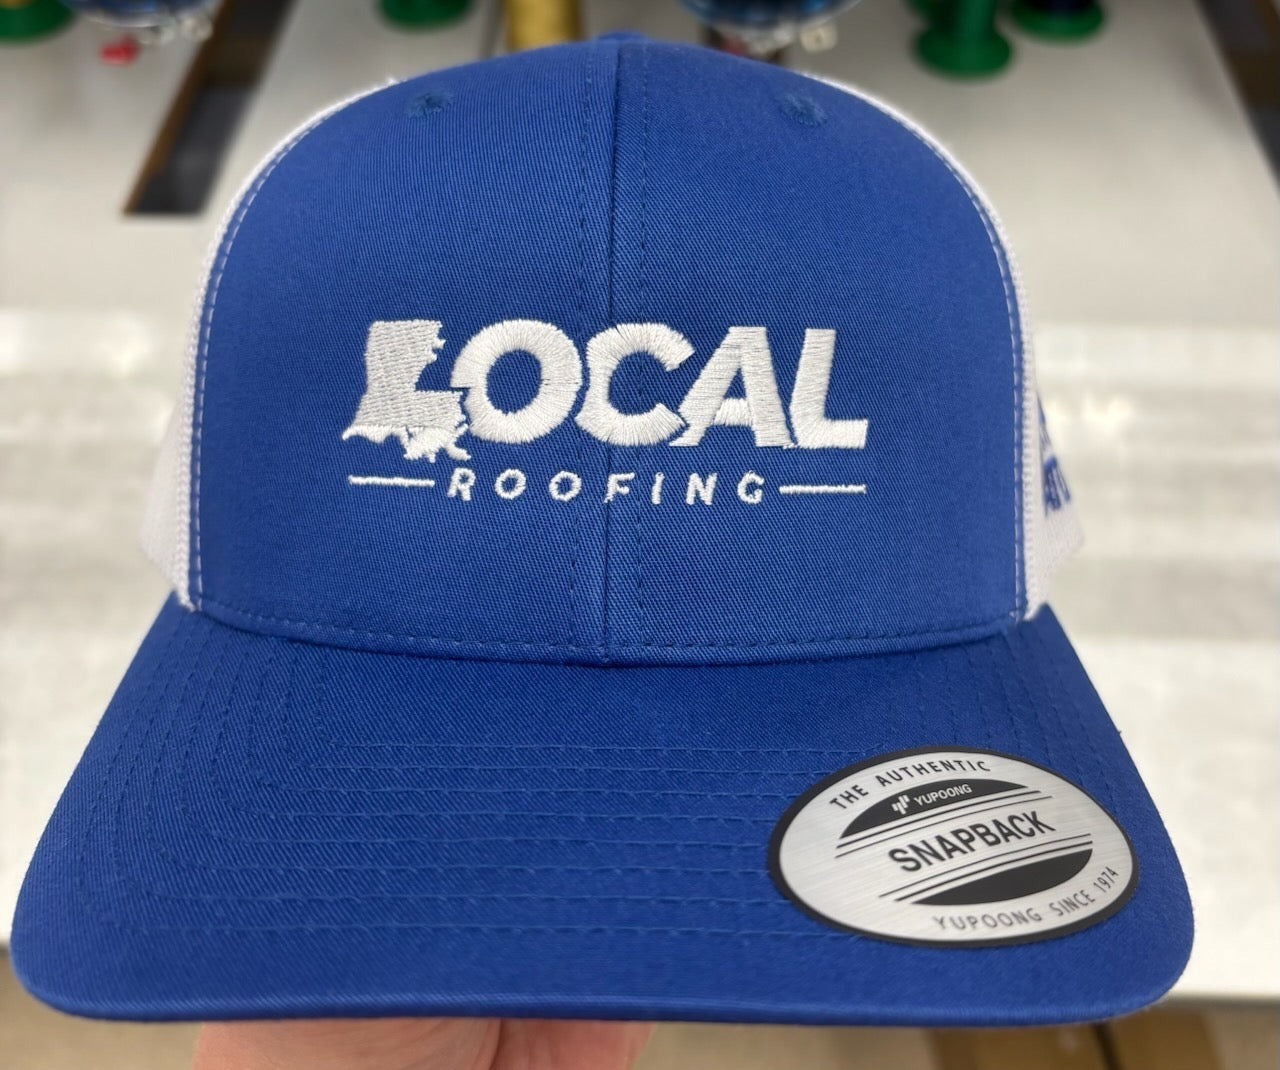 LOCAL
ROOFING
THE AUTHENTIC
YUPOONG
SNAPBACK
YUPOONG SINCE 1974